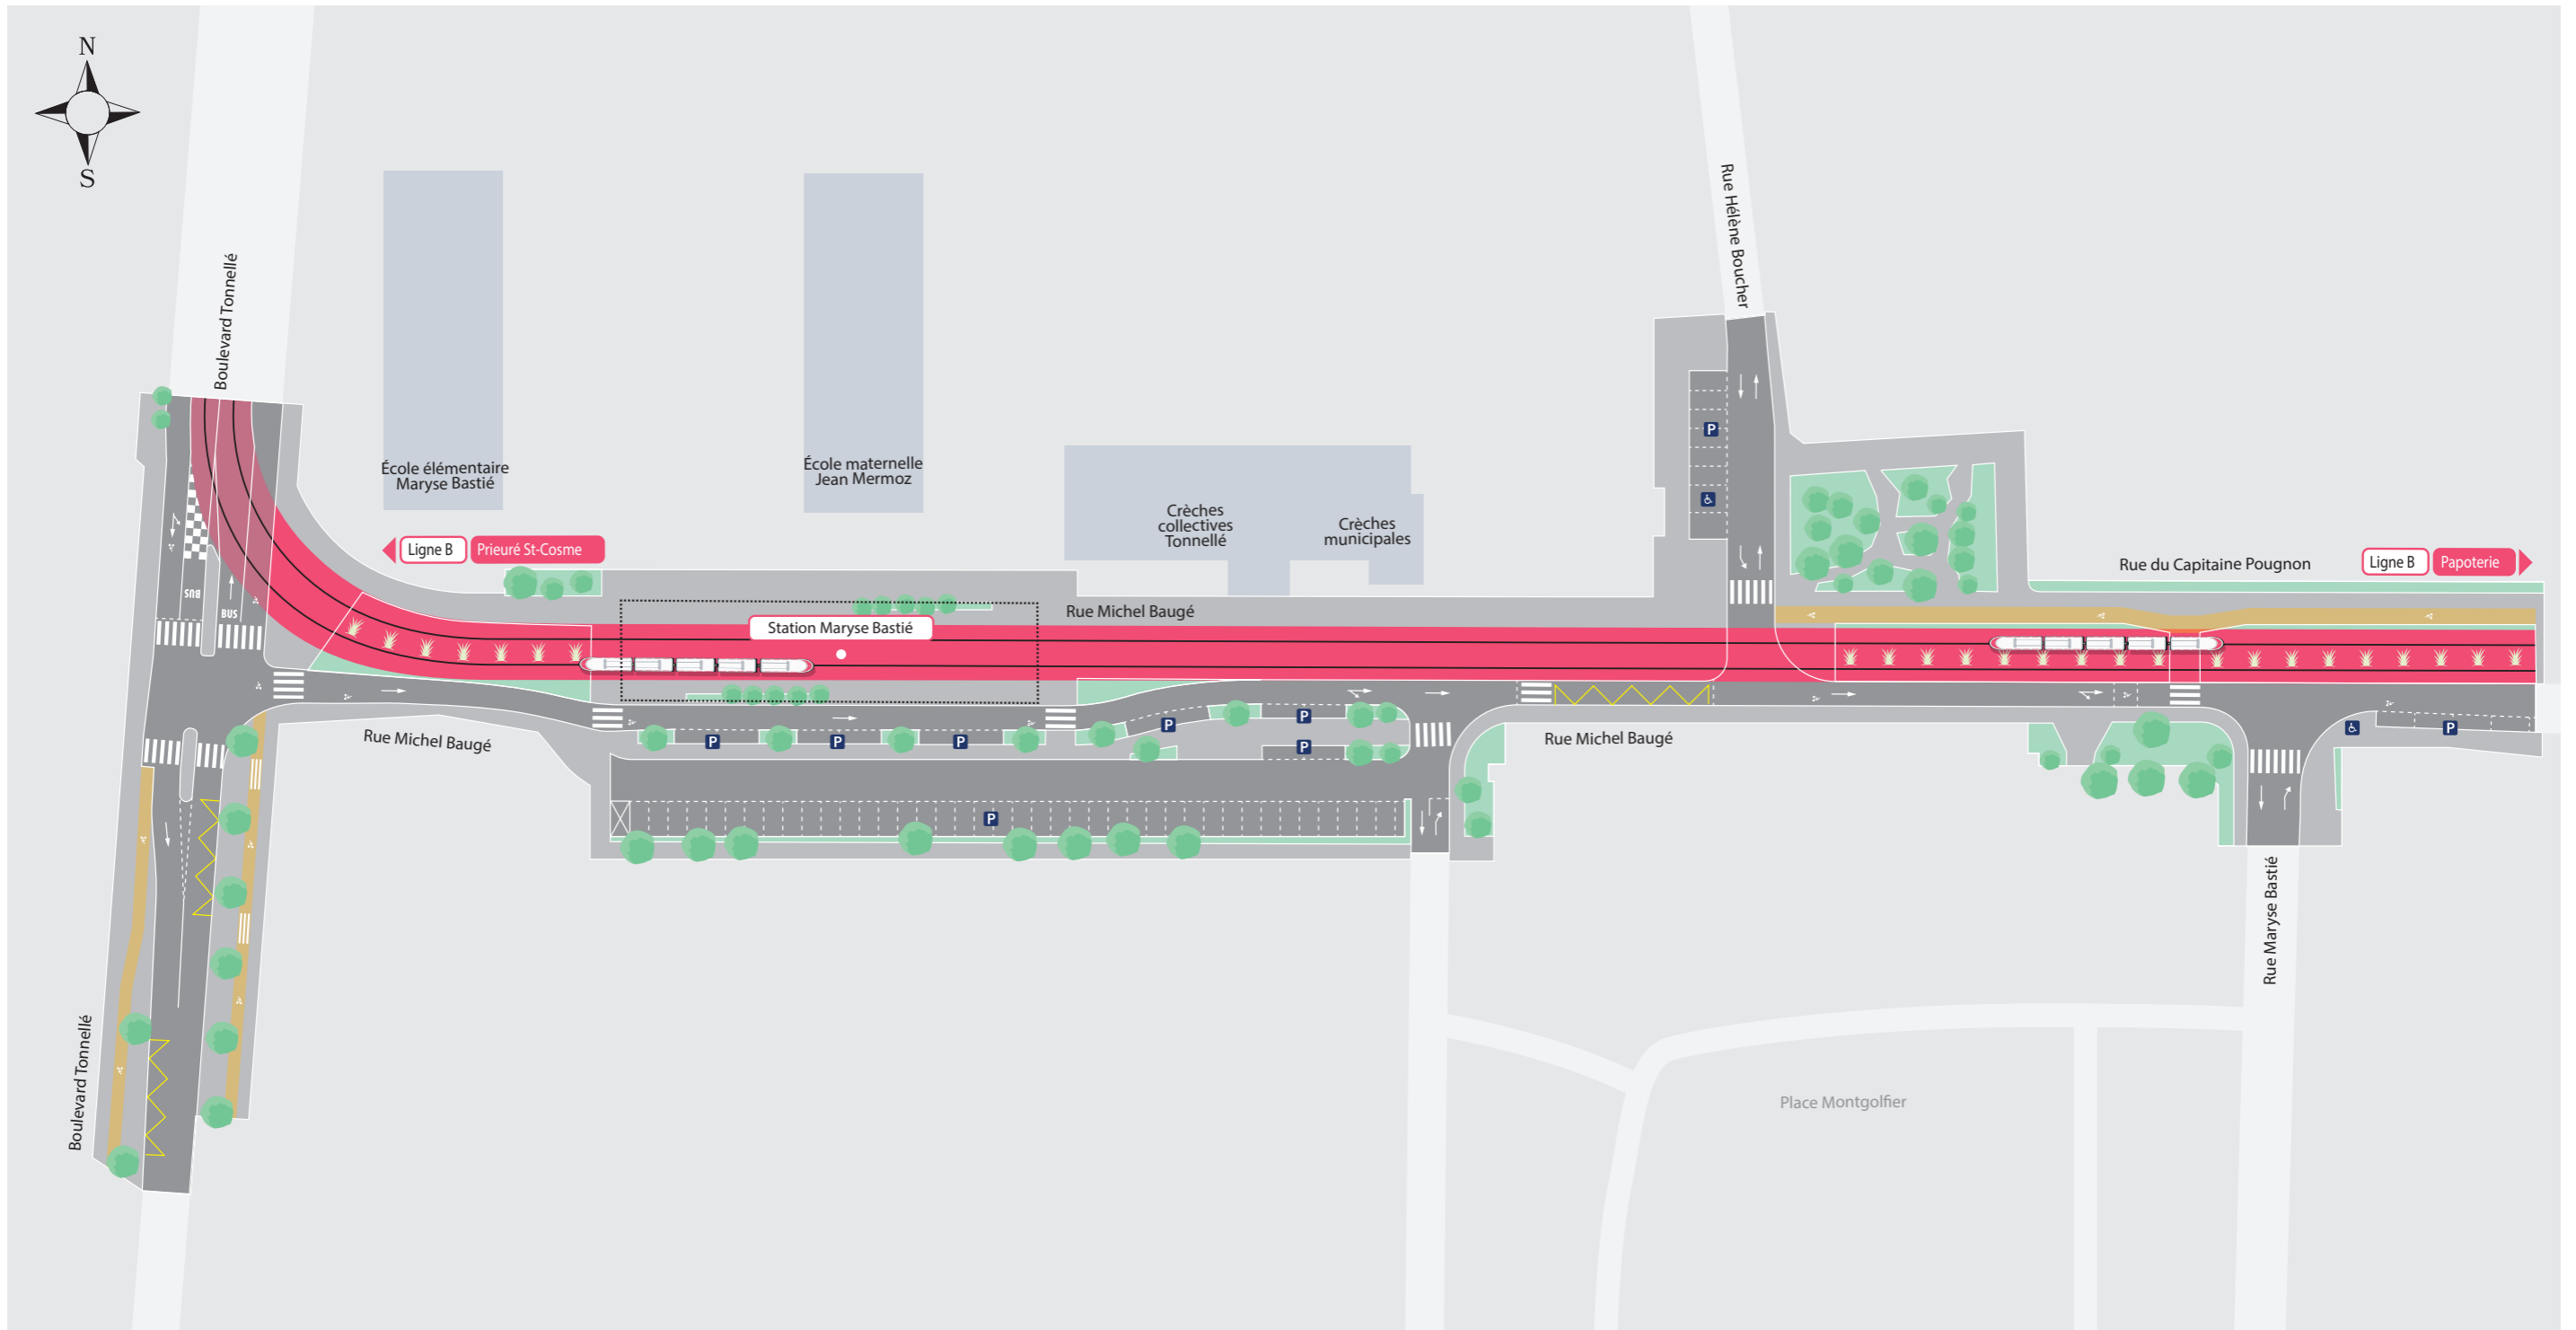 N
S
Boulevard Tonnellé
Rue Hélène Boucher
École élémentaire
Maryse Bastié
École maternelle
Jean Mermoz
Crèches
collectives
Tonnellé
Crèches
municipales
P
Ligne B
Prieuré St-Cosme
Rue du Capitaine Pougnon
Ligne B
Papoterie
BUS
BUS
Rue Michel Baugé
Station Maryse Bastié
Rue Michel Baugé
Rue Michel Baugé
P
P
P
P
P
P
P
P
Rue Maryse Bastié
Boulevard Tonnellé
Place Montgolfier